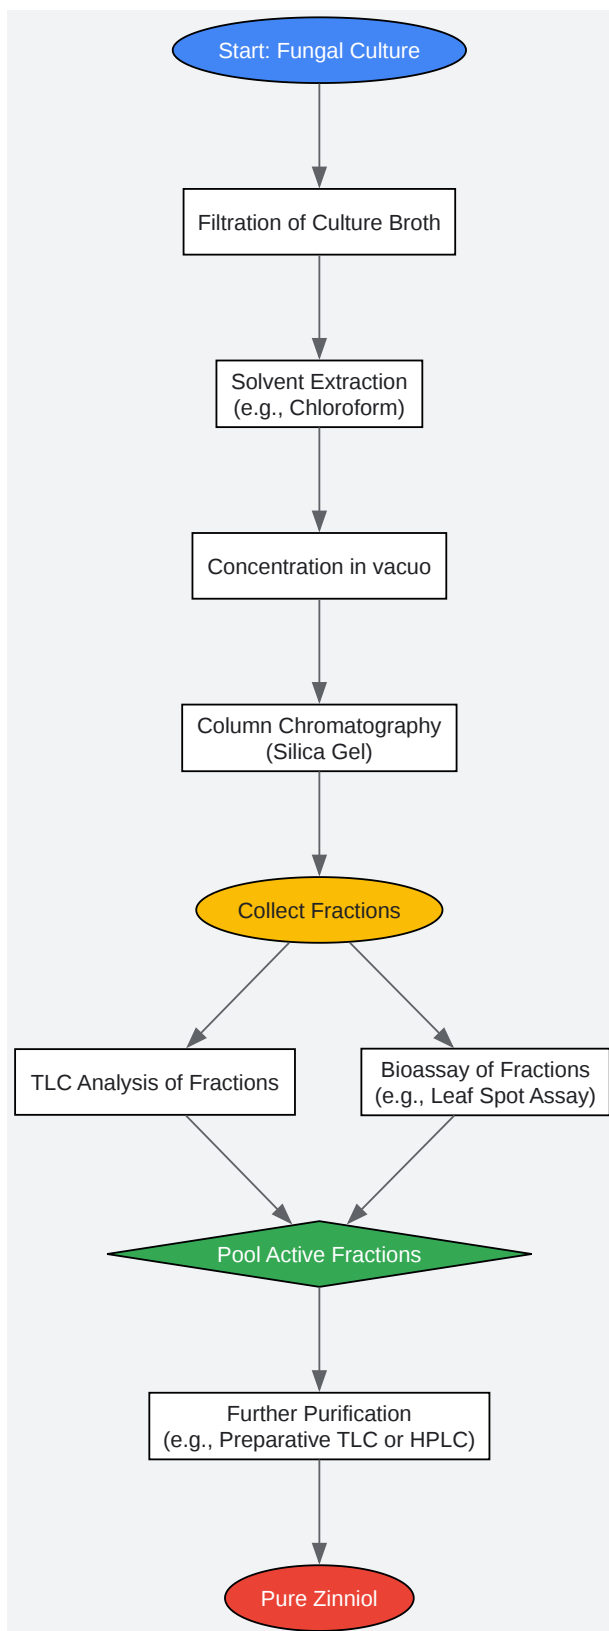 Start: Fungal Culture
Filtration of Culture Broth
Solvent Extraction
(e.g., Chloroform)
Concentration in vacuo
Column Chromatography
(Silica Gel)
Collect Fractions
TLC Analysis of Fractions
Bioassay of Fractions
(e.g., Leaf Spot Assay)
Pool Active Fractions
Further Purification
(e.g., Preparative TLC or HPLC)
Pure Zinniol